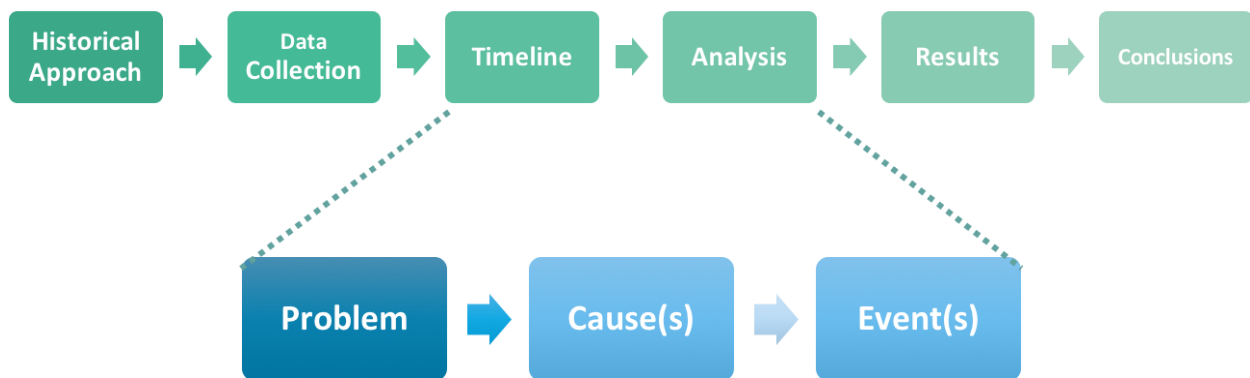 Historical
Approach
Data
Collection
Timeline
Analysis
Results
Conclusions
Problem
Cause(s)
Event(s)